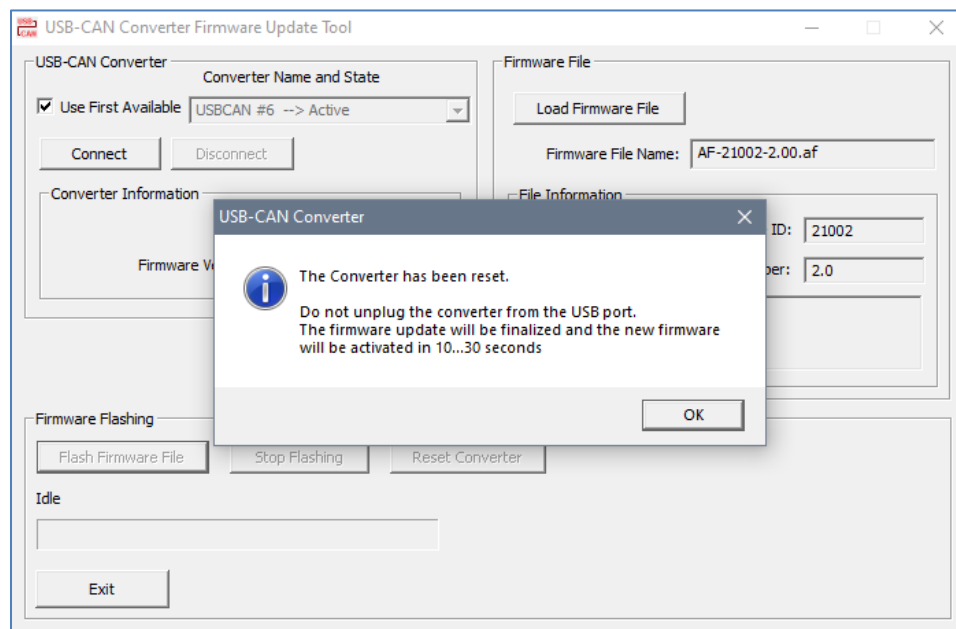 USB-CAN Converter Firmware Update Tool
USB-CAN Converter
Converter Name and State
Use First Available
USBCAN #6 --> Active
Connect
Disconnect
Converter Information
Firmware
Firmware File
Load Firmware File
Firmware File Name:
AF-21002-2.00.af
File Information
ID:
21002
2.0
USB-CAN Converter
The Converter has been reset.
Do not unplug the converter from the USB port.
The firmware update will be finalized and the new firmware
will be activated in 10...30 seconds
OK
Firmware Flashing
Flash Firmware File
Stop Flashing
Reset Converter
Idle
Exit